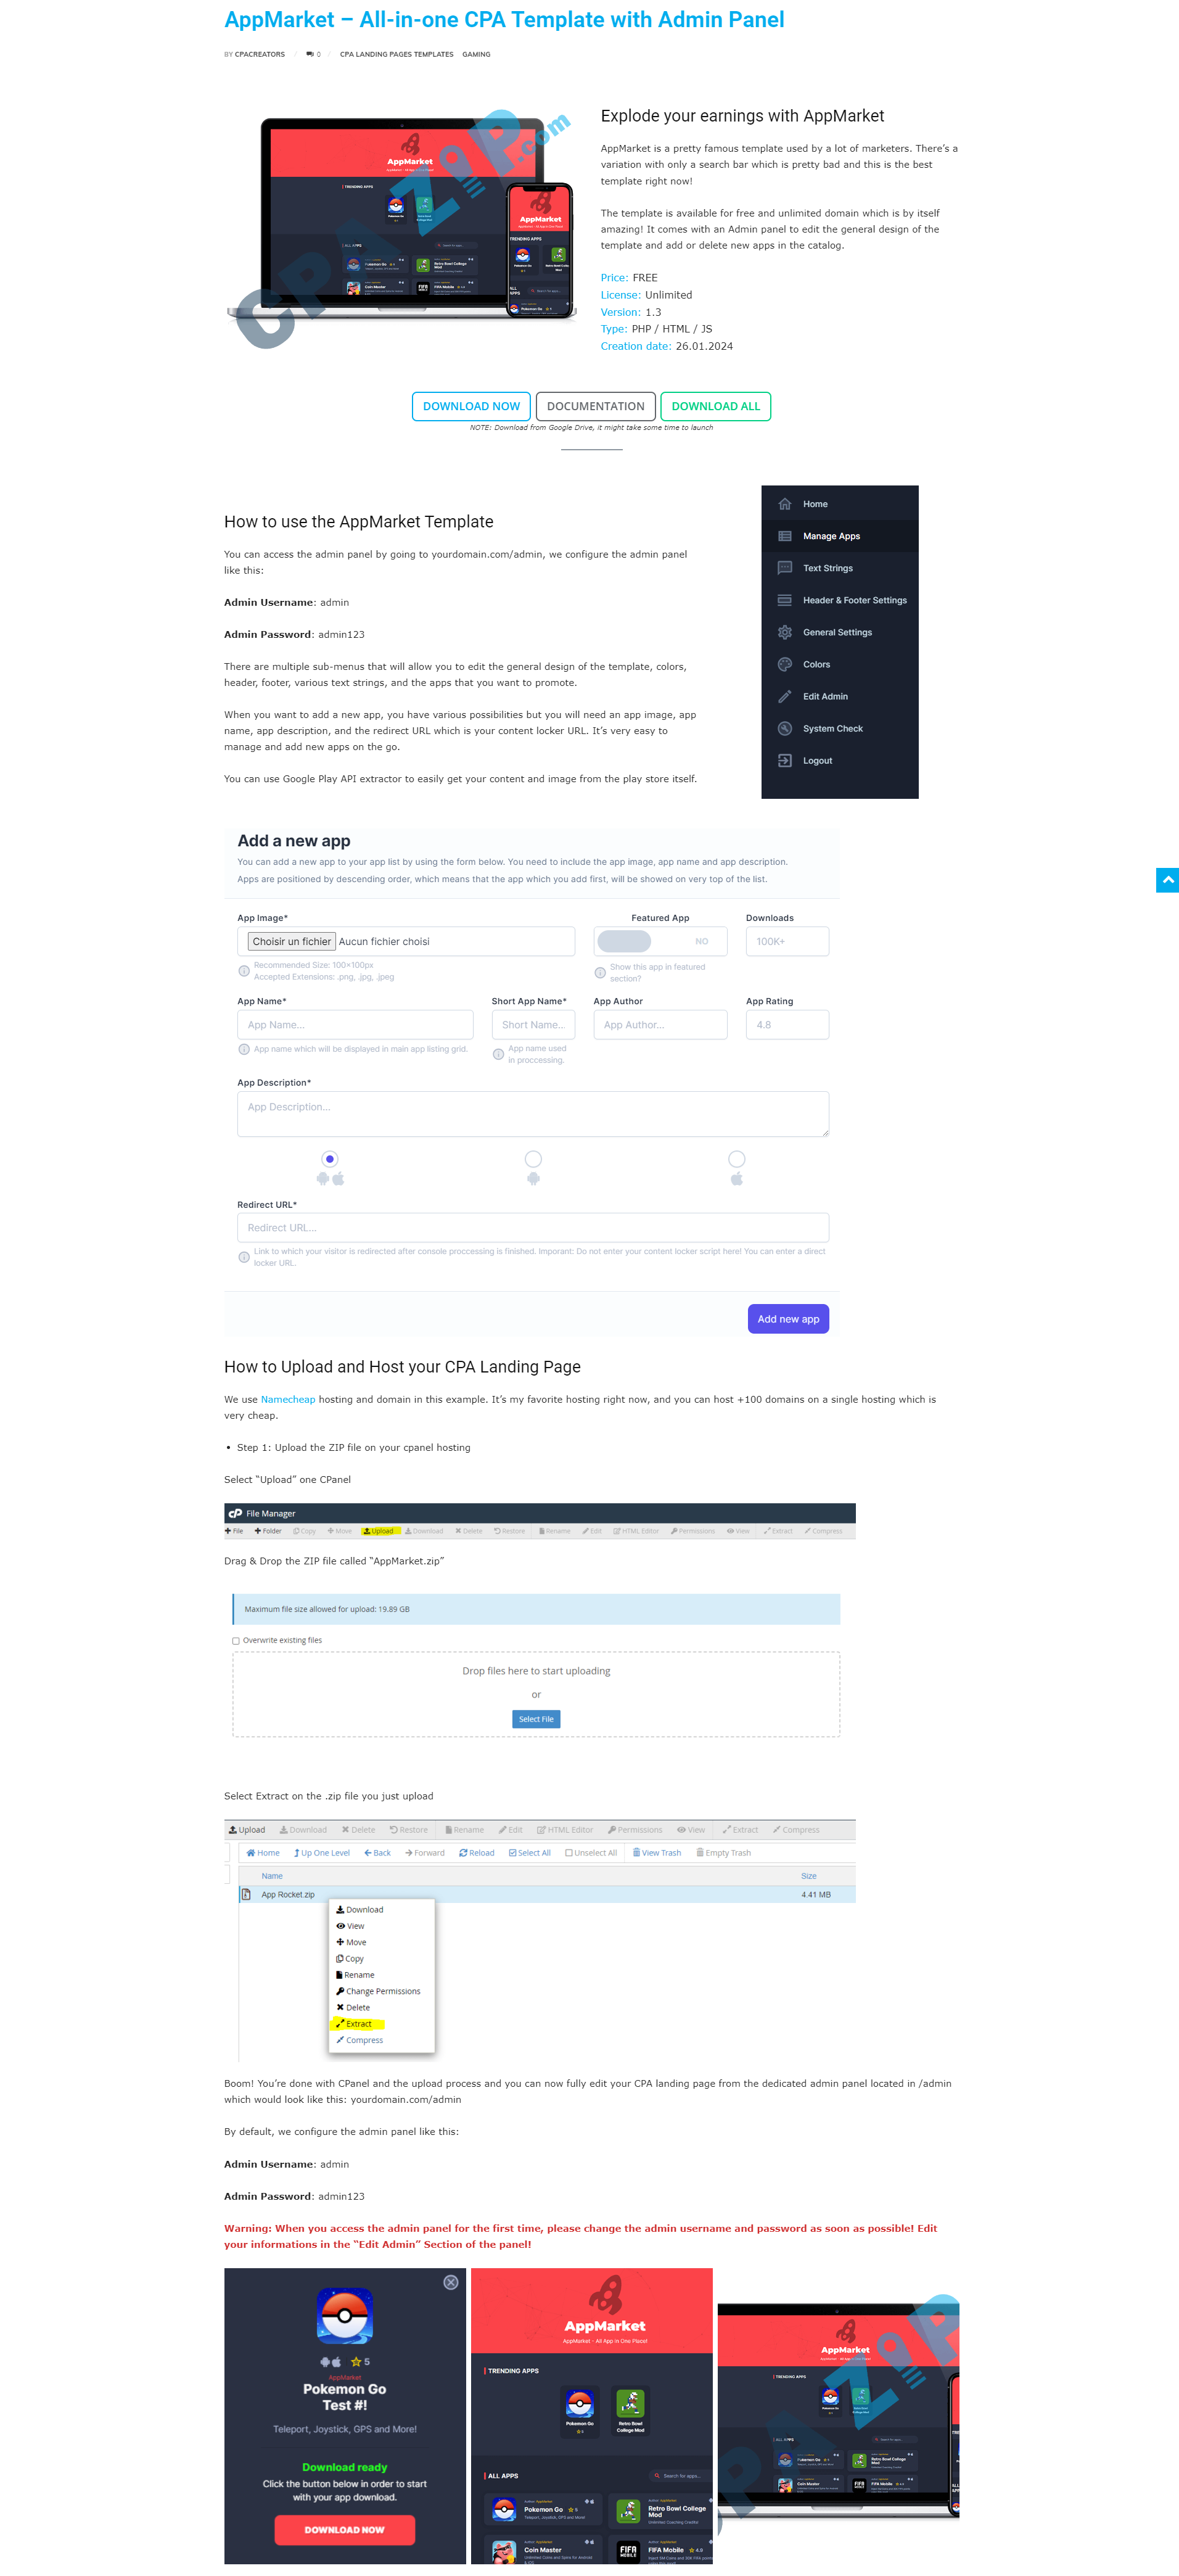 AppMarket – All-in-one CPA Template with Admin Panel
BY CPACREATORS / 0 / CPA LANDING PAGES TEMPLATES GAMING
CPAZIP.com
AppMarket
TRENDING APPS
ALL APPS
Explode your earnings with AppMarket
AppMarket is a pretty famous template used by a lot of marketers. There’s a
variation with only a search bar which is pretty bad and this is the best
template right now!
The template is available for free and unlimited domain which is by itself
amazing! It comes with an Admin panel to edit the general design of the
template and add or delete new apps in the catalog.
Price: FREE
License: Unlimited
Version: 1.3
Type: PHP / HTML / JS
Creation date: 26.01.2024
DOWNLOAD NOW DOCUMENTATION DOWNLOAD ALL
NOTE: Download from Google Drive, it might take some time to launch
How to use the AppMarket Template
You can access the admin panel by going to yourdomain.com/admin, we configure the admin panel
like this:
Admin Username: admin
Admin Password: admin123
There are multiple sub-menus that will allow you to edit the general design of the template, colors,
header, footer, various text strings, and the apps that you want to promote.
When you want to add a new app, you have various possibilities but you will need an app image, app
name, app description, and the redirect URL which is your content locker URL. It’s very easy to
manage and add new apps on the go.
You can use Google Play API extractor to easily get your content and image from the play store itself.
Home
Manage Apps
Text Strings
Header & Footer Settings
General Settings
Colors
Edit Admin
System Check
Logout
Add a new app
You can add a new app to your app list by using the form below. You need to include the app image, app name and app description.
Apps are positioned by descending order, which means that the app which you add first, will be showed on very top of the list.
App Image* Featured App Downloads
Choisir un fichier Aucun fichier choisi NO 100K+
Recommended Size: 100x100px
Accepted Extensions: .png, .jpg, .jpeg
Show this app in featured
section?
App Name* Short App Name* App Author App Rating
App Name... Short Name... App Author... 4.8
App name which will be displayed in main app listing grid.
App name used
in proccessing.
App Description*
App Description...
Redirect URL*
Redirect URL...
Link to which your visitor is redirected after console proccessing is finished. Imporant: Do not enter your content locker script here! You can enter a direct
locker URL.
Add new app
How to Upload and Host your CPA Landing Page
We use Namecheap hosting and domain in this example. It’s my favorite hosting right now, and you can host +100 domains on a single hosting which is
very cheap.
• Step 1: Upload the ZIP file on your cpanel hosting
Select “Upload” one CPanel
cP File Manager
File Folder Copy Move Upload Download Delete Restore Rename Edit HTML Editor Permissions View Extract Compress
Drag & Drop the ZIP file called “AppMarket.zip”
Maximum file size allowed for upload: 19.89 GB
Overwrite existing files
Drop files here to start uploading
or
Select File
Select Extract on the .zip file you just upload
Upload Download Delete Restore Rename Edit HTML Editor Permissions View Extract Compress
Home Up One Level Back Forward Reload Select All Unselect All View Trash Empty Trash
Name Size
App Rocket.zip 4.41 MB
Download
View
Move
Copy
Rename
Change Permissions
Delete
Extract
Compress
Boom! You’re done with CPanel and the upload process and you can now fully edit your CPA landing page from the dedicated admin panel located in /admin
which would look like this: yourdomain.com/admin
By default, we configure the admin panel like this:
Admin Username: admin
Admin Password: admin123
Warning: When you access the admin panel for the first time, please change the admin username and password as soon as possible! Edit
your informations in the “Edit Admin” Section of the panel!
5
AppMarket
Pokemon Go
Test #!
Teleport, Joystick, GPS and More!
Download ready
Click the button below in order to start
with your app download.
DOWNLOAD NOW
AppMarket
AppMarket - All App In One Place!
TRENDING APPS
Pokemon Go
Retro Bowl
College Mod
ALL APPS
Search for apps...
Pokemon Go
Retro Bowl College
Mod
Coin Master
FIFA Mobile
AppMarket
TRENDING APPS
ALL APPS